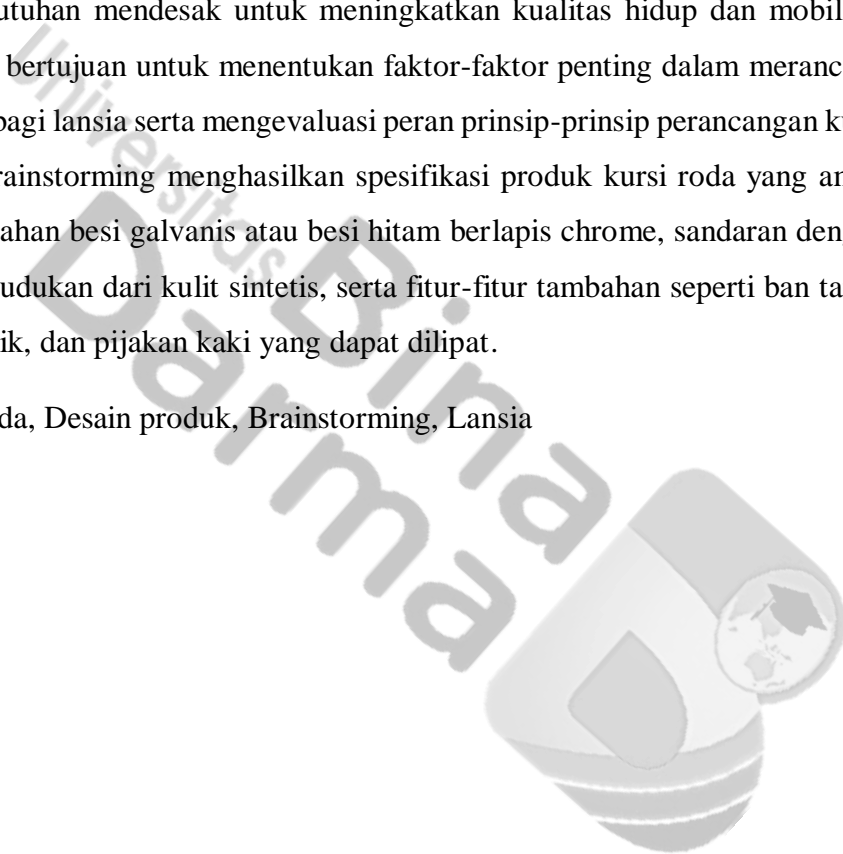 utuhan mendesak untuk meningkatkan kualitas hidup dan mobil
bertujuan untuk menentukan faktor-faktor penting dalam meranc
bagi lansia serta mengevaluasi peran prinsip-prinsip perancangan k
rainstorming menghasilkan spesifikasi produk kursi roda yang a
ahan besi galvanis atau besi hitam berlapis chrome, sandaran den
udukan dari kulit sintetis, serta fitur-fitur tambahan seperti ban ta
ik, dan pijakan kaki yang dapat dilipat.
da, Desain produk, Brainstorming, Lansia
Universitas
Bina
Darma